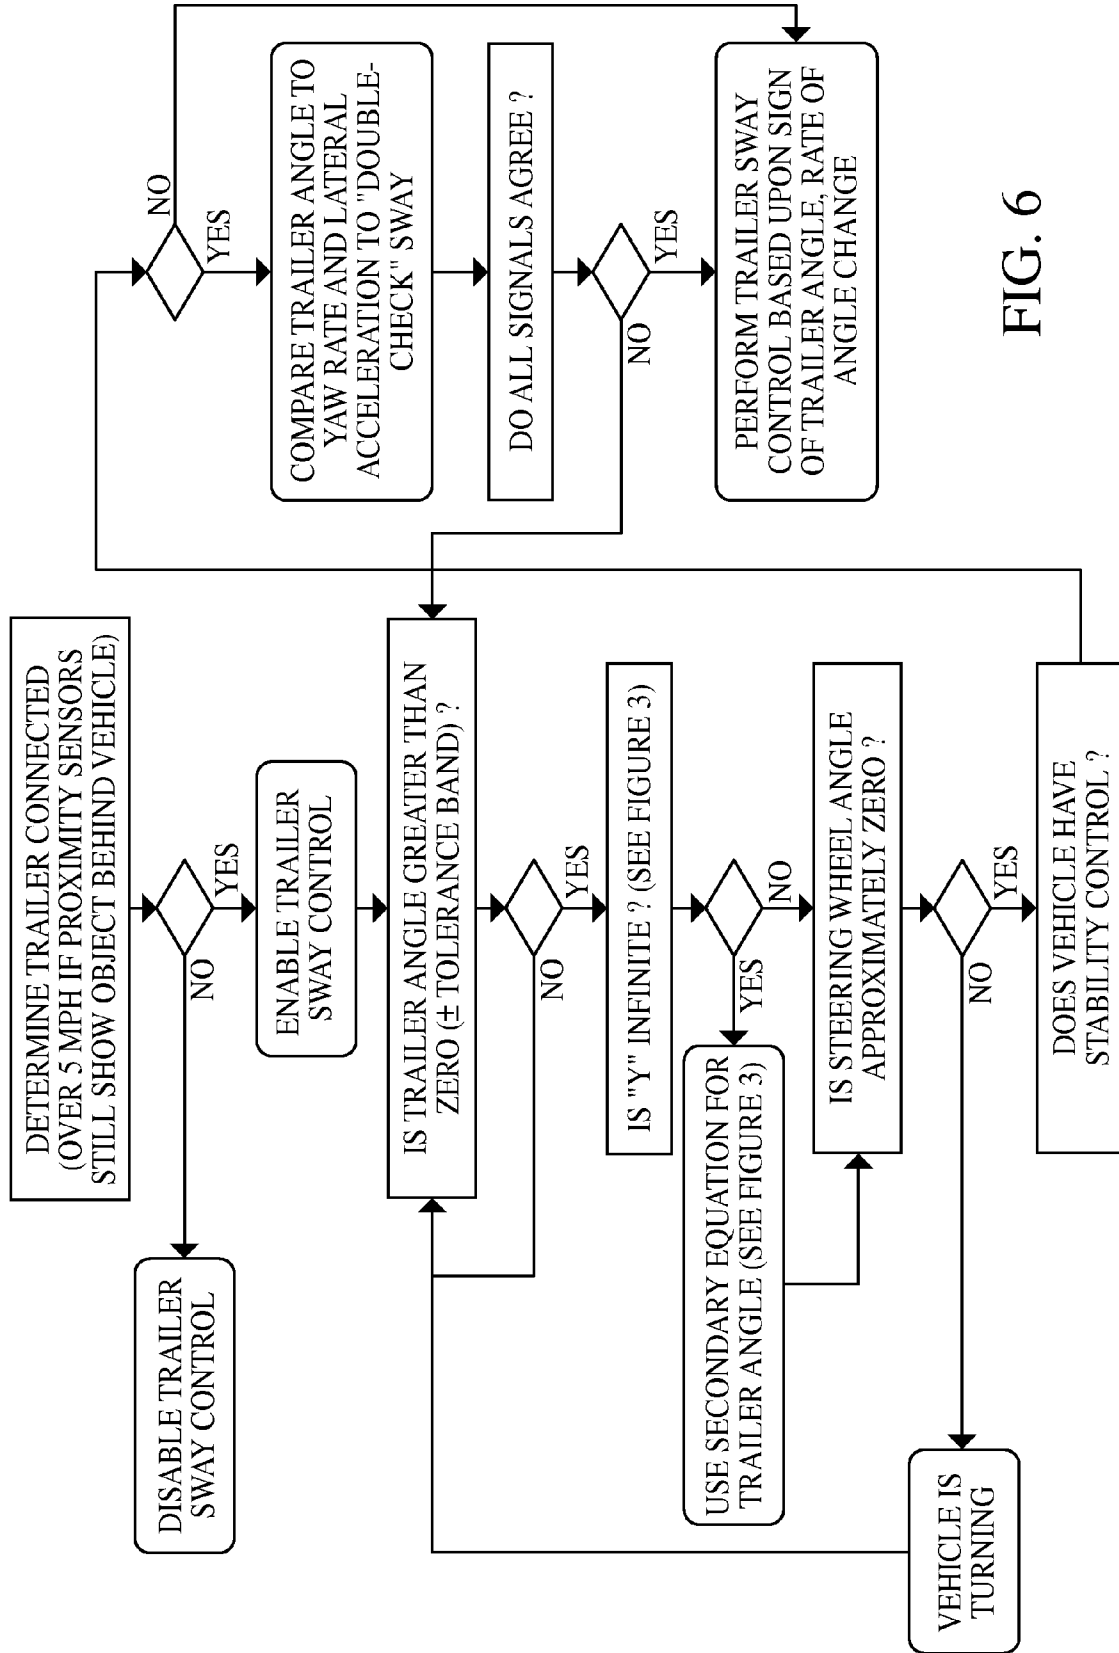 DETERMINE TRAILER CONNECTED
(OVER 5 MPH IF PROXIMITY SENSORS
STILL SHOW OBJECT BEHIND VEHICLE)
NO
YES
DISABLE TRAILER
SWAY CONTROL
ENABLE TRAILER
SWAY CONTROL
IS TRAILER ANGLE GREATER THAN
ZERO (± TOLERANCE BAND) ?
NO
YES
IS "Y" INFINITE ? (SEE FIGURE 3)
YES
NO
USE SECONDARY EQUATION FOR
TRAILER ANGLE (SEE FIGURE 3)
IS STEERING WHEEL ANGLE
APPROXIMATELY ZERO ?
NO
YES
VEHICLE IS
TURNING
DOES VEHICLE HAVE
STABILITY CONTROL ?
NO
YES
COMPARE TRAILER ANGLE TO
YAW RATE AND LATERAL
ACCELERATION TO "DOUBLE-
CHECK" SWAY
DO ALL SIGNALS AGREE ?
NO
YES
PERFORM TRAILER SWAY
CONTROL BASED UPON SIGN
OF TRAILER ANGLE, RATE OF
ANGLE CHANGE
FIG. 6